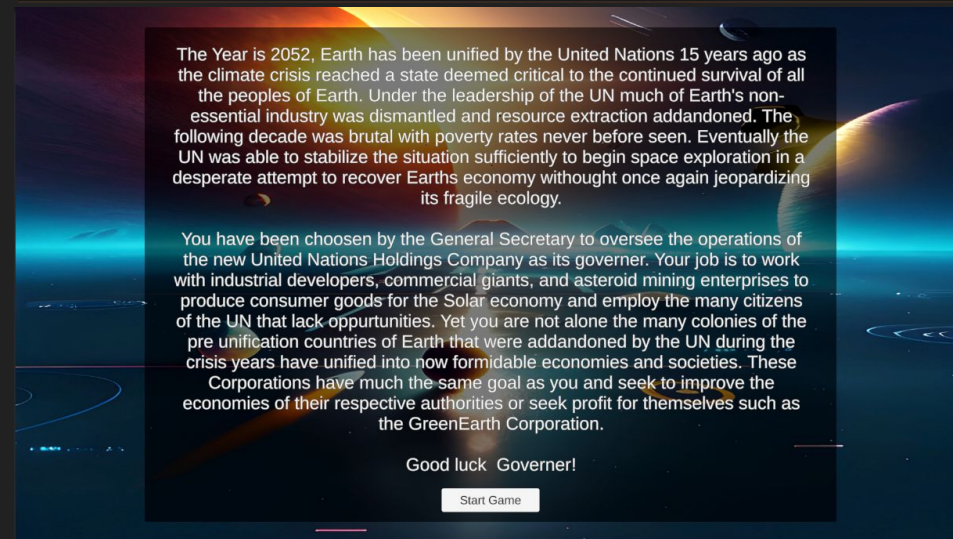 The Year is 2052, Earth has been unified by the United Nations 15 years ago as
the climate crisis reached a state deemed critical to the continued survival of all
the peoples of Earth. Under the leadership of the UN much of Earth's non-
essential industry was dismantled and resource extraction addandoned. The
following decade was brutal with poverty rates never before seen. Eventually the
UN was able to stabilize the situation sufficiently to begin space exploration in a
desperate attempt to recover Earths economy withought once again jeopardizing
its fragile ecology.
You have been choosen by the General Secretary to oversee the operations of
the new United Nations Holdings Company as its governer. Your job is to work
with industrial developers, commercial giants, and asteroid mining enterprises to
produce consumer goods for the Solar economy and employ the many citizens
of the UN that lack oppurtunities. Yet you are not alone the many colonies of the
pre unification countries of Earth that were addandoned by the UN during the
crisis years have unified into now formidable economies and societies. These
Corporations have much the same goal as you and seek to improve the
economies of their respective authorities or seek profit for themselves such as
the GreenEarth Corporation.
Good luck  Governer!
Start Game